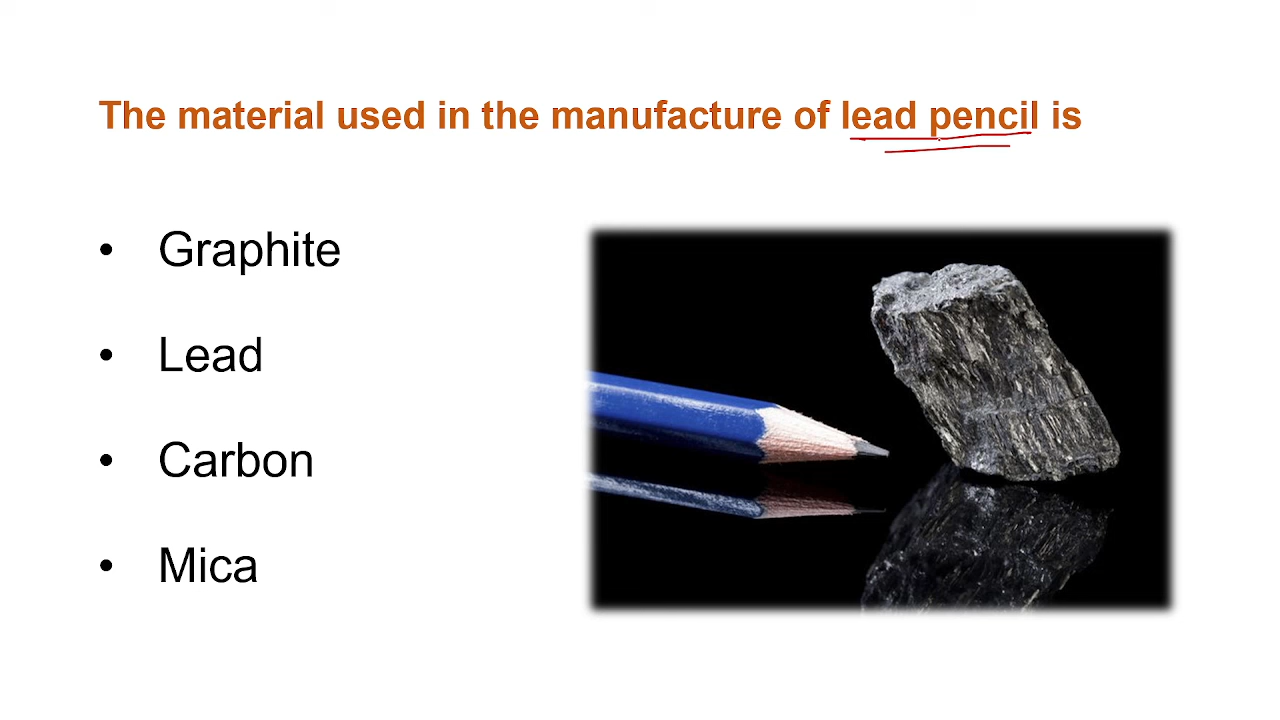 The material used in the manufacture of lead pencil is
• Graphite
• Lead
• Carbon
• Mica